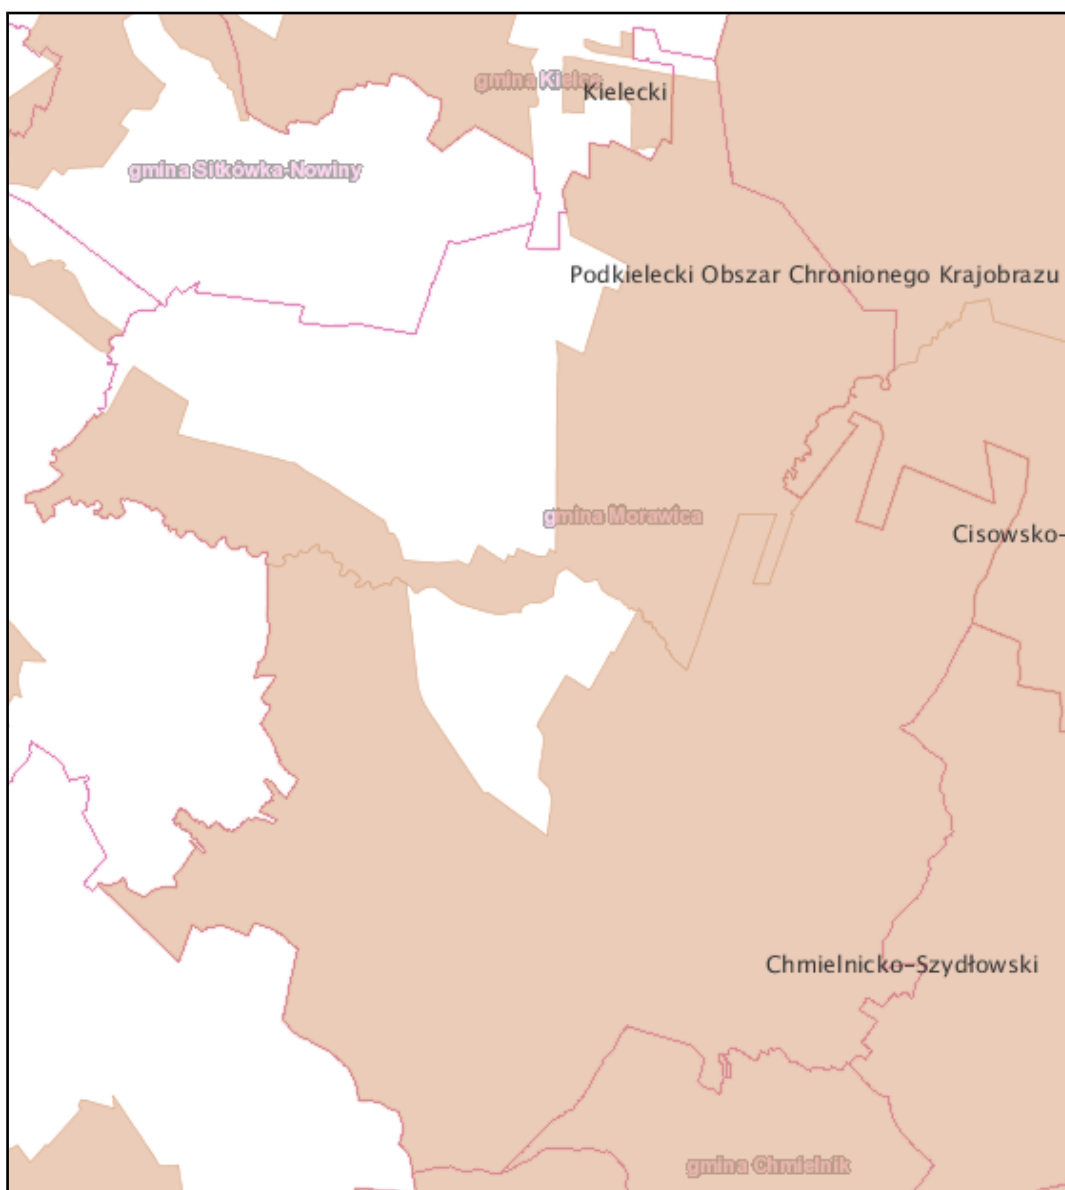 gmina Kielce
Kielecki
gmina Sitkówka-Nowiny
Podkielecki Obszar Chronionego Krajobrazu
gmina Morawica
Cisowsko-
Chmielnicko-Szydłowski
gmina Chmielnik